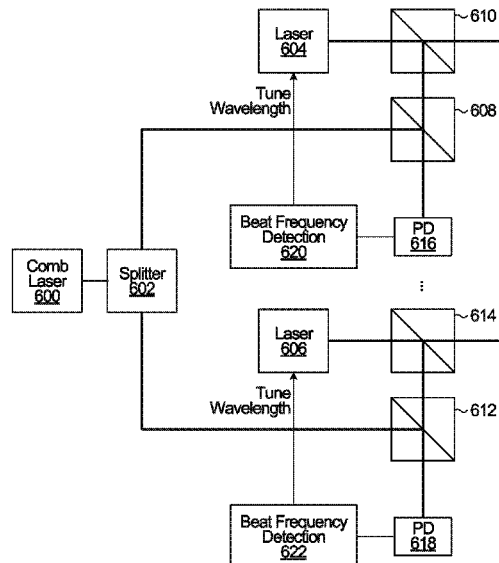 Laser
604
610
Tune
Wavelength
608
Beat Frequency
Detection
620
PD
616
Comb
Laser
600
Splitter
602
...
Laser
606
614
Tune
Wavelength
612
Beat Frequency
Detection
622
PD
618